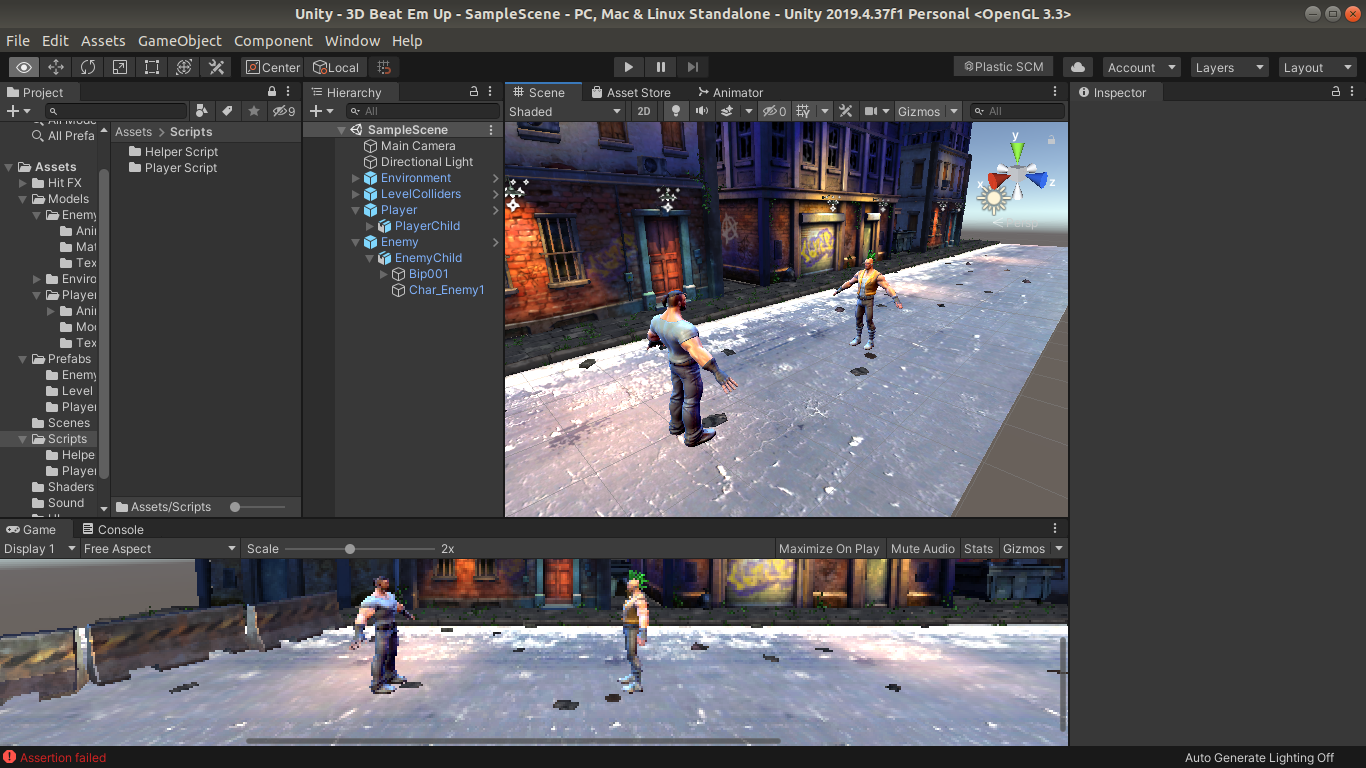 Unity - 3D Beat Em Up - SampleScene - PC, Mac & Linux Standalone - Unity 2019.4.37f1 Personal <OpenGL 3.3>
File Edit Assets GameObject Component Window Help
Center Local Plastic SCM Account Layers Layout
Project
9
All Prefa
Assets
Hit FX
Models
Enemy
Ani
Mat
Tex
Enviro
Player
Ani
Mod
Tex
Prefabs
Enemy
Level
Player
Scenes
Scripts
Helpe
Player
Shaders
Sound
Assets > Scripts
Helper Script
Player Script
Assets/Scripts
Hierarchy
All
SampleScene
Main Camera
Directional Light
Environment
LevelColliders
Player
PlayerChild
Enemy
EnemyChild
Bip001
Char_Enemy1
Scene Asset Store Animator
Shaded 2D 0 Gizmos All
y
x
z
< Persp
Inspector
Game Console
Display 1 Free Aspect Scale 2x Maximize On Play Mute Audio Stats Gizmos
Assertion failed
Auto Generate Lighting Off